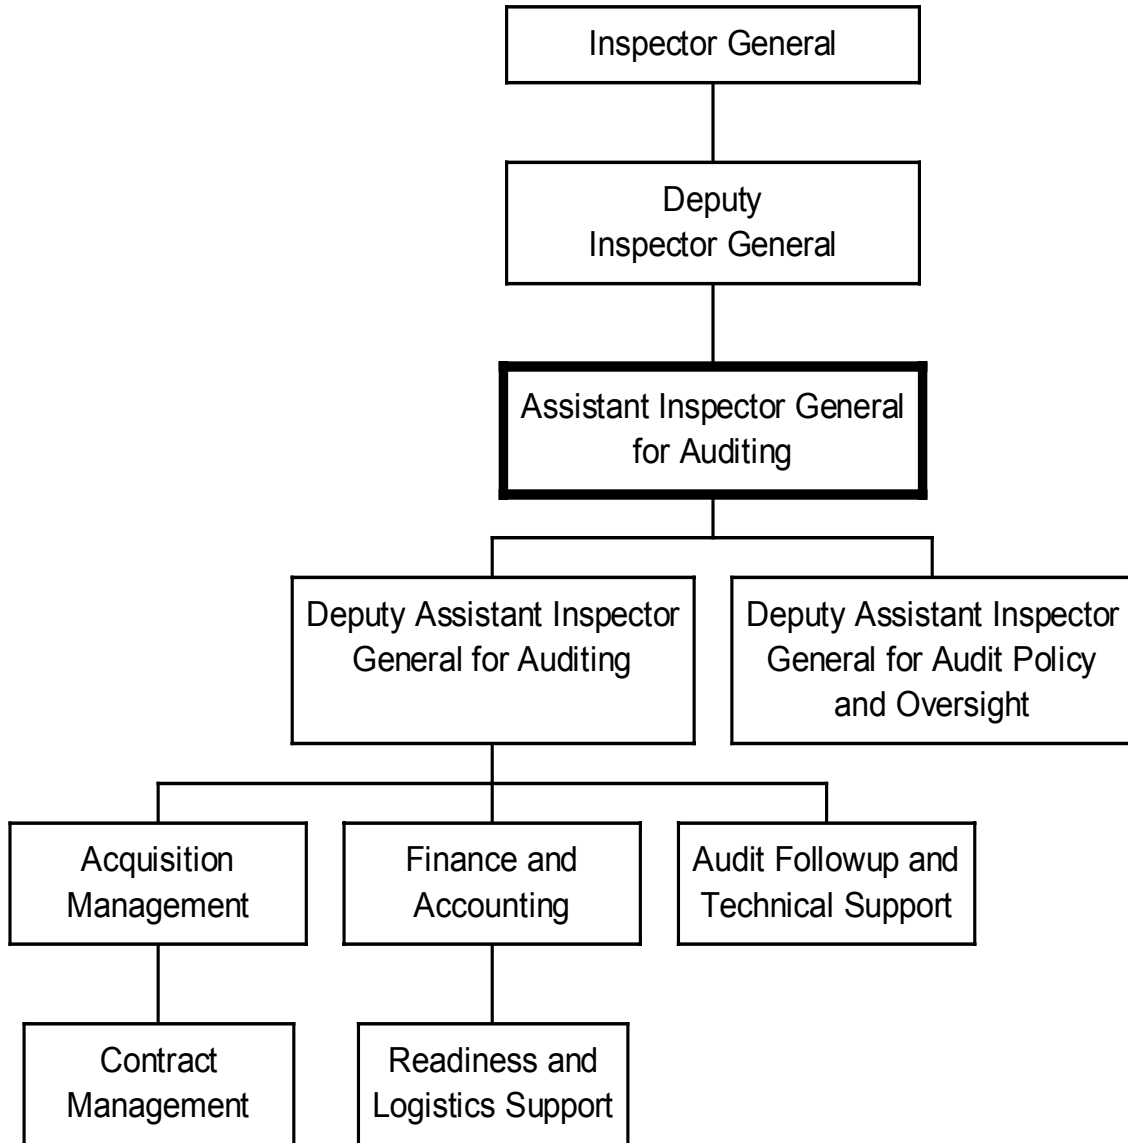 Inspector General
Deputy
Inspector General
Assistant Inspector General
for Auditing
Deputy Assistant Inspector
General for Auditing
Deputy Assistant Inspector
General for Audit Policy
and Oversight
Acquisition
Management
Finance and
Accounting
Audit Followup and
Technical Support
Contract
Management
Readiness and
Logistics Support